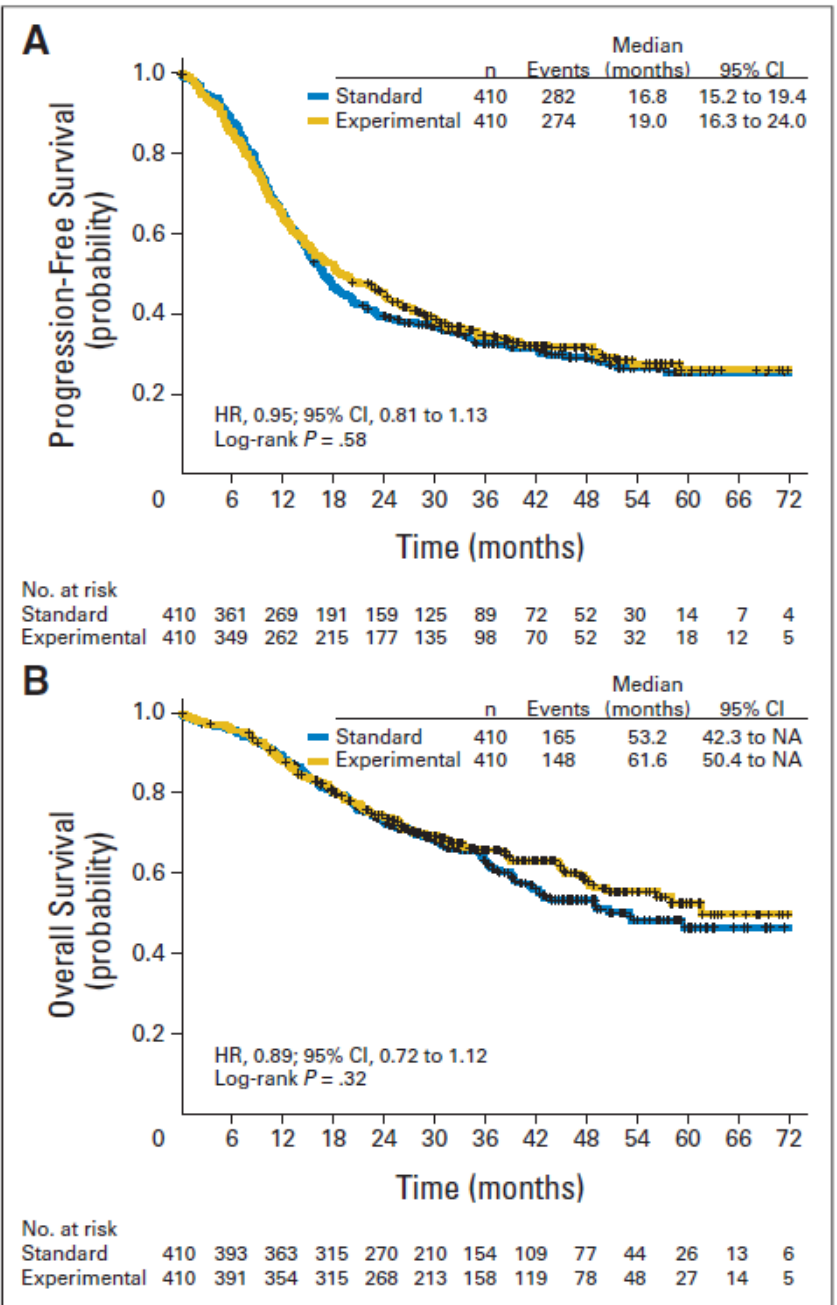 A
Median
n Events (months) 95% CI
Standard 410 282 16.8 15.2 to 19.4
Experimental 410 274 19.0 16.3 to 24.0
Progression-Free Survival
(probability)
1.0
0.8
0.6
0.4
0.2
HR, 0.95; 95% CI, 0.81 to 1.13
Log-rank P = .58
0 6 12 18 24 30 36 42 48 54 60 66 72
Time (months)
No. at risk
Standard 410 361 269 191 159 125 89 72 52 30 14 7 4
Experimental 410 349 262 215 177 135 98 70 52 32 18 12 5
B
Median
n Events (months) 95% CI
Standard 410 165 53.2 42.3 to NA
Experimental 410 148 61.6 50.4 to NA
Overall Survival
(probability)
1.0
0.8
0.6
0.4
0.2
HR, 0.89; 95% CI, 0.72 to 1.12
Log-rank P = .32
0 6 12 18 24 30 36 42 48 54 60 66 72
Time (months)
No. at risk
Standard 410 393 363 315 270 210 154 109 77 44 26 13 6
Experimental 410 391 354 315 268 213 158 119 78 48 27 14 5